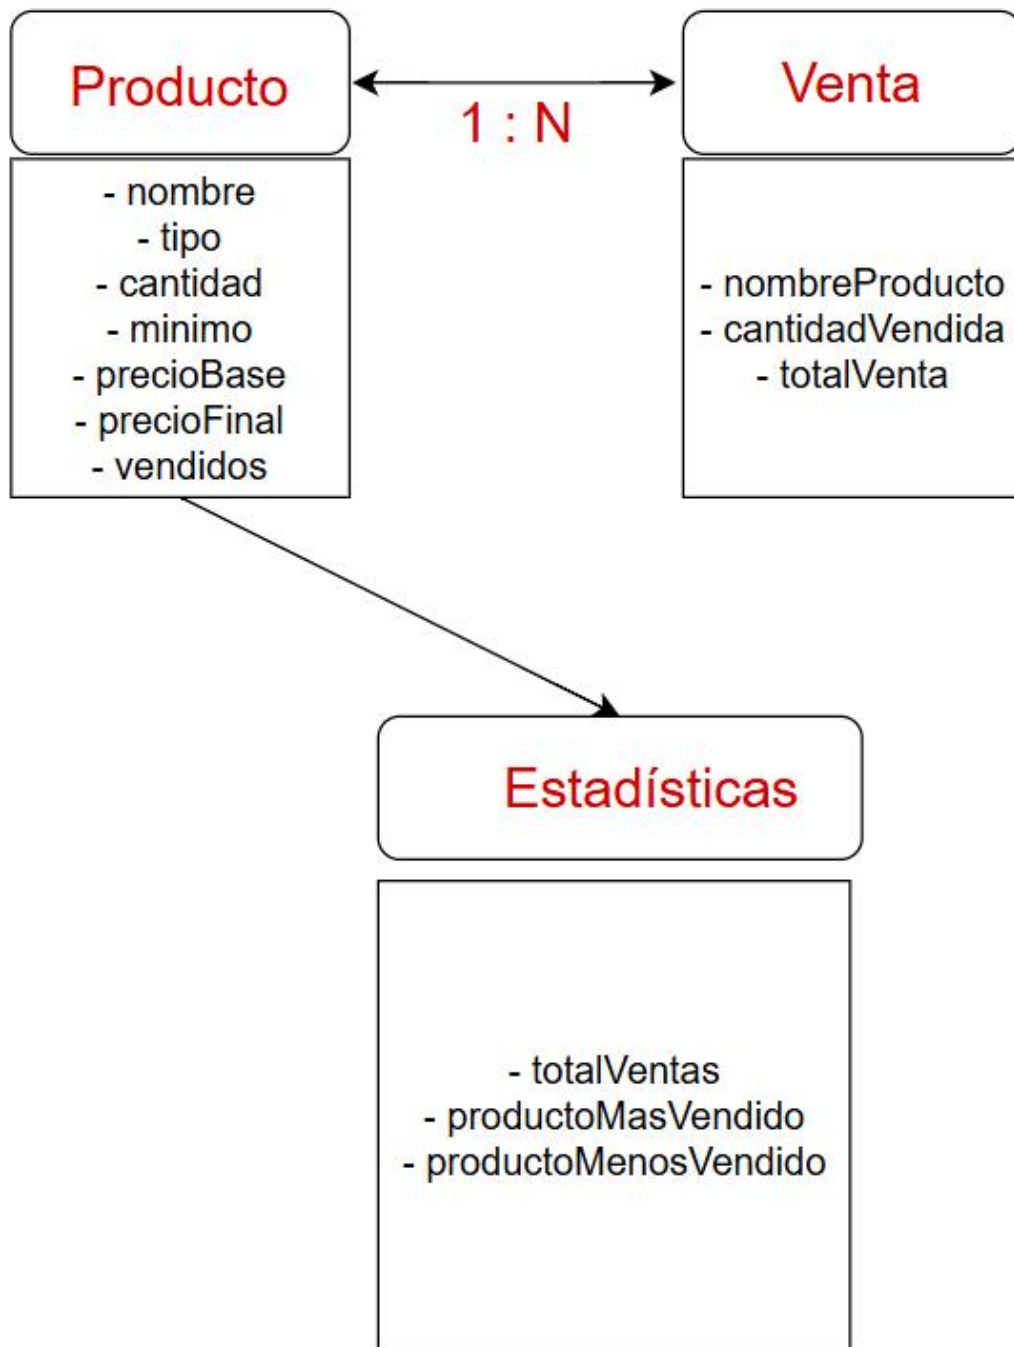 Producto
1 : N
Venta
- nombre
- tipo
- cantidad
- minimo
- precioBase
- precioFinal
- vendidos
- nombreProducto
- cantidadVendida
- totalVenta
Estadísticas
- totalVentas
- productoMasVendido
- productoMenosVendido